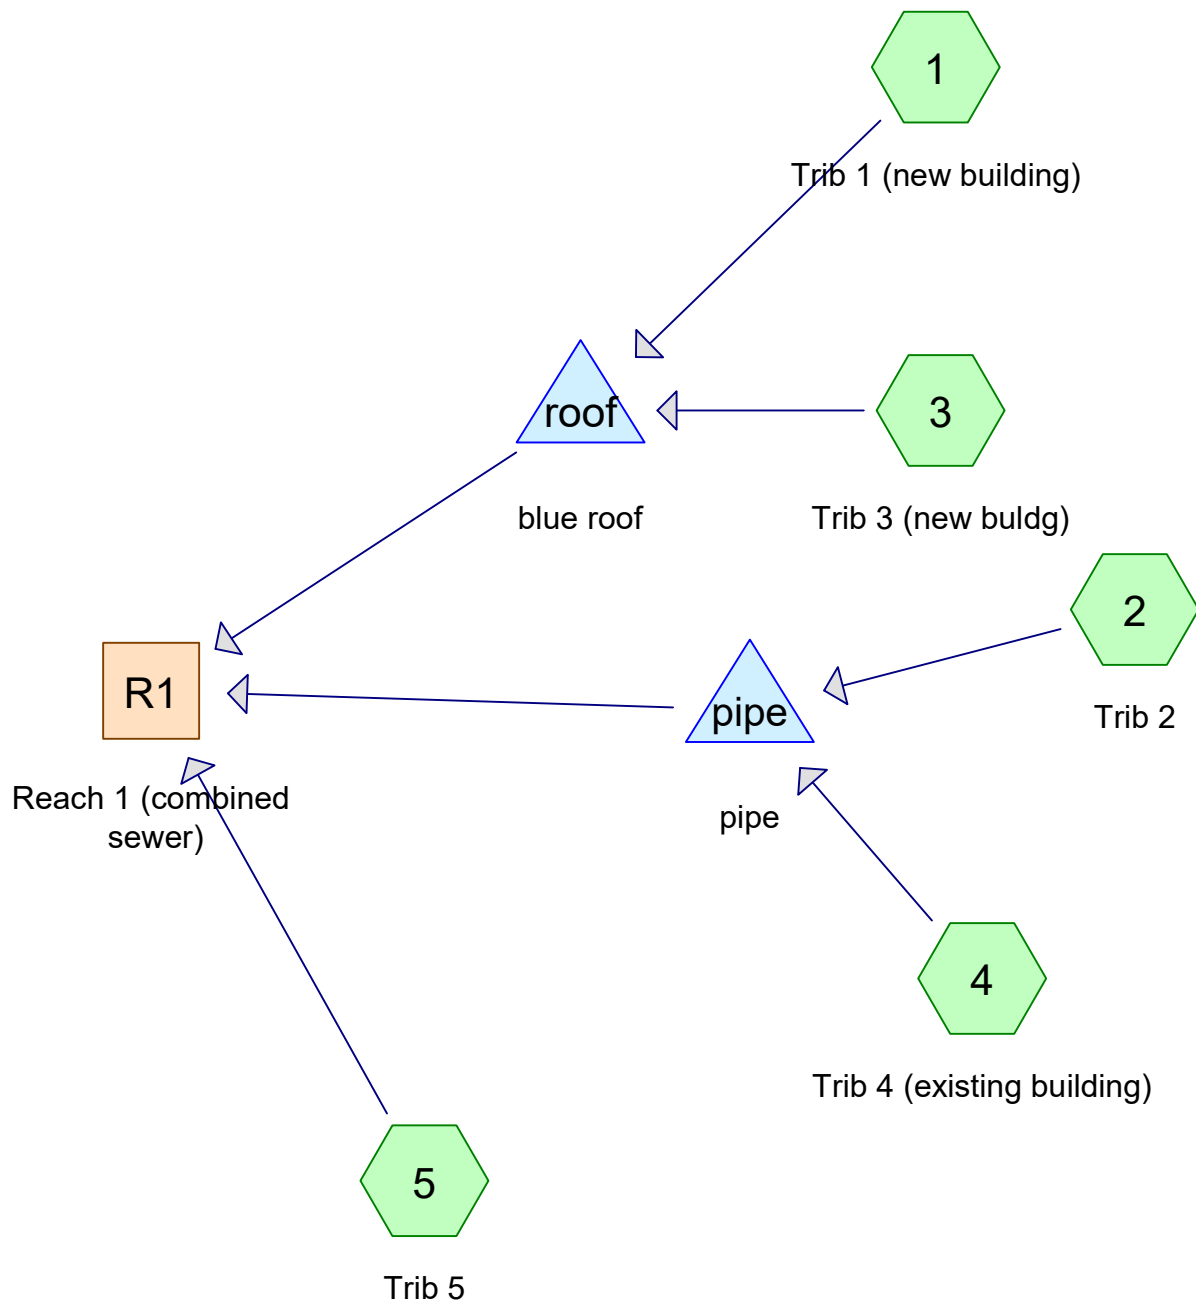 1
Trib 1 (new building)
roof
blue roof
3
Trib 3 (new buldg)
2
Trib 2
R1
Reach 1 (combined
sewer)
pipe
pipe
4
Trib 4 (existing building)
5
Trib 5